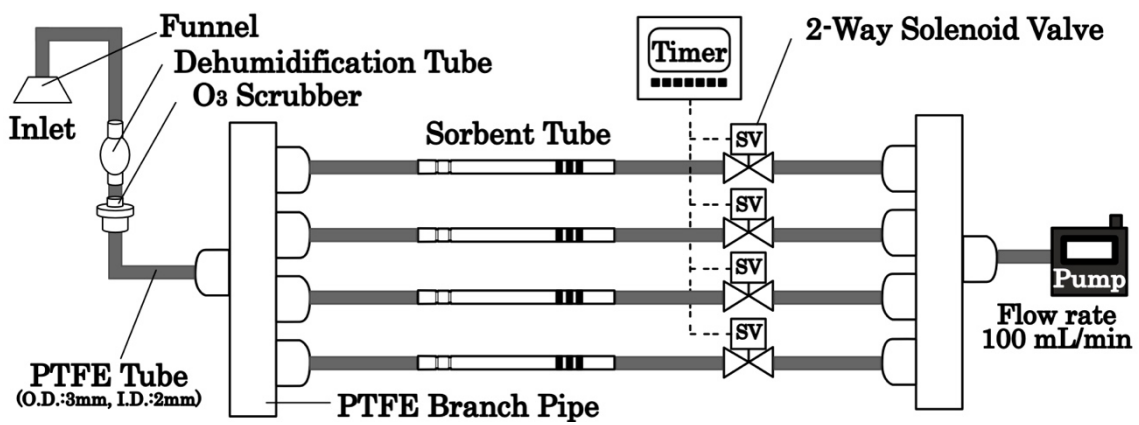 Funnel
Dehumidification Tube
O3 Scrubber
Inlet
Timer
2-Way Solenoid Valve
Sorbent Tube
SV
SV
SV
SV
Pump
Flow rate
100 mL/min
PTFE Tube
(O.D.:3mm, I.D.:2mm)
PTFE Branch Pipe